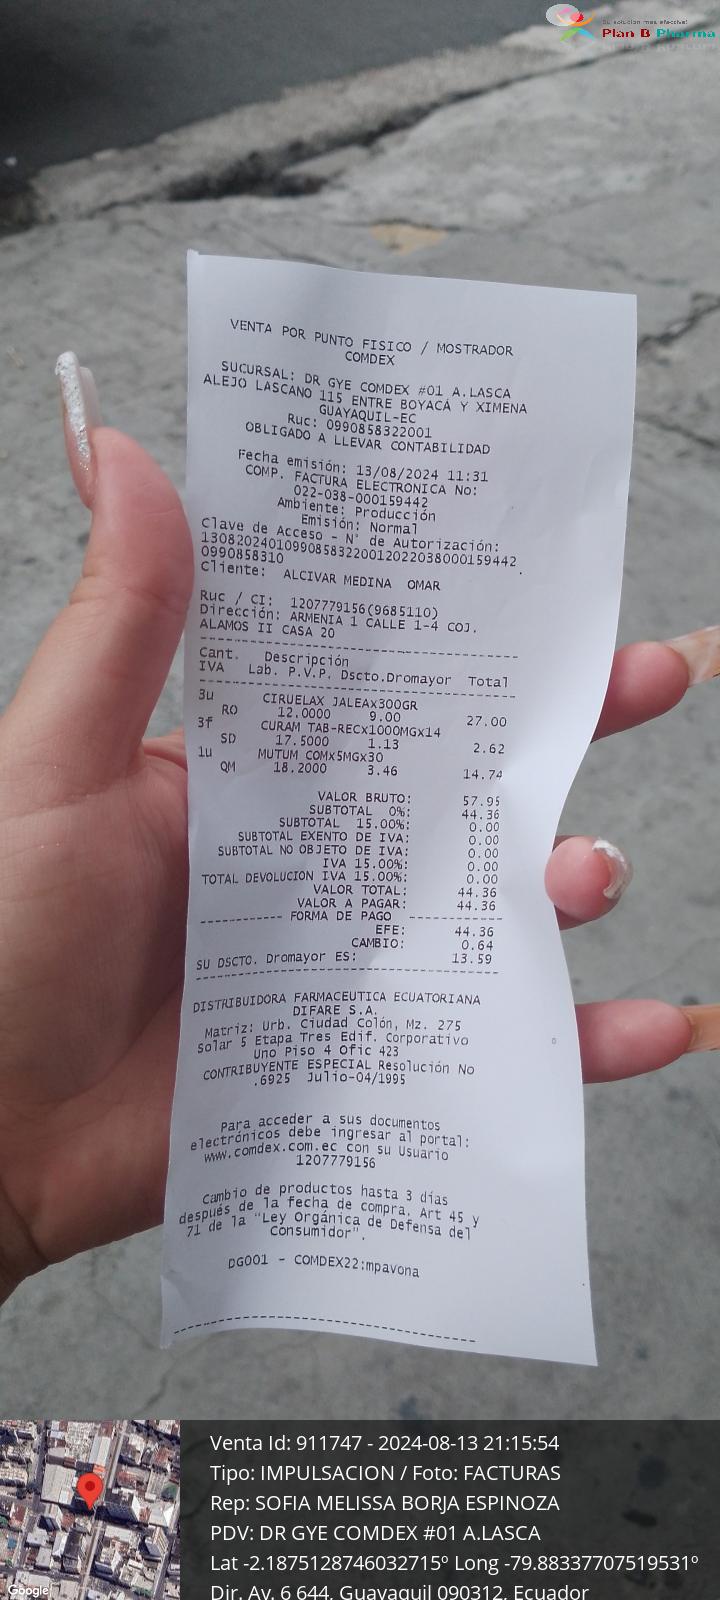 Su solucion mas efectiva!
Plan B Pharma
VENTA POR PUNTO FISICO / MOSTRADOR
COMDEX
SUCURSAL: DR GYE COMDEX #01 A.LASCA
ALEJO LASCANO 115 ENTRE BOYACÁ Y XIMENA
GUAYAQUIL-EC
Ruc: 0990858322001
OBLIGADO A LLEVAR CONTABILIDAD
Fecha emisión: 13/08/2024 11:31
COMP. FACTURA ELECTRONICA No:
022-038-000159442
Ambiente: Producción
Emisión: Normal
Clave de Acceso - N° de Autorización:
130820240109908583220012022038000159442
0990858310
Cliente: ALCIVAR MEDINA OMAR
Ruc / CI: 1207779156(9685110)
Dirección: ARMENIA 1 CALLE 1-4 COJ.
ALAMOS II CASA 20
Cant. Descripción
IVA Lab. P.V.P. Dscto.Dromayor Total
3u CIRUELAX JALEAx300GR
RO 12.0000 9.00 27.00
3f CURAM TAB-RECx1000MGx14
SD 17.5000 1.13 2.62
1u MUTUM COMx5MGx30
QM 18.2000 3.46 14.74
VALOR BRUTO: 57.95
SUBTOTAL 0%: 44.36
SUBTOTAL 15.00%: 0.00
SUBTOTAL EXENTO DE IVA: 0.00
SUBTOTAL NO OBJETO DE IVA: 0.00
IVA 15.00%: 0.00
TOTAL DEVOLUCION IVA 15.00%: 0.00
VALOR TOTAL: 44.36
VALOR A PAGAR: 44.36
----------- FORMA DE PAGO ------------
EFE: 44.36
CAMBIO: 0.64
SU DSCTO. Dromayor ES: 13.59
DISTRIBUIDORA FARMACEUTICA ECUATORIANA
DIFARE S.A.
Matriz: Urb. Ciudad Colón, Mz. 275
Solar 5 Etapa Tres Edif. Corporativo
Uno Piso 4 Ofic 423
CONTRIBUYENTE ESPECIAL Resolución No
.6925 Julio-04/1995
Para acceder a sus documentos
electrónicos debe ingresar al portal:
www.comdex.com.ec con su Usuario
1207779156
Cambio de productos hasta 3 días
después de la fecha de compra. Art 45 y
71 de la "Ley Orgánica de Defensa del
Consumidor".
DG001 - COMDEX22:mpavona
Venta Id: 911747 - 2024-08-13 21:15:54
Tipo: IMPULSACION / Foto: FACTURAS
Rep: SOFIA MELISSA BORJA ESPINOZA
PDV: DR GYE COMDEX #01 A.LASCA
Lat -2.1875128746032715º Long -79.88337707519531º
Dir. Av. 6 644, Guayaquil 090312, Ecuador
Google